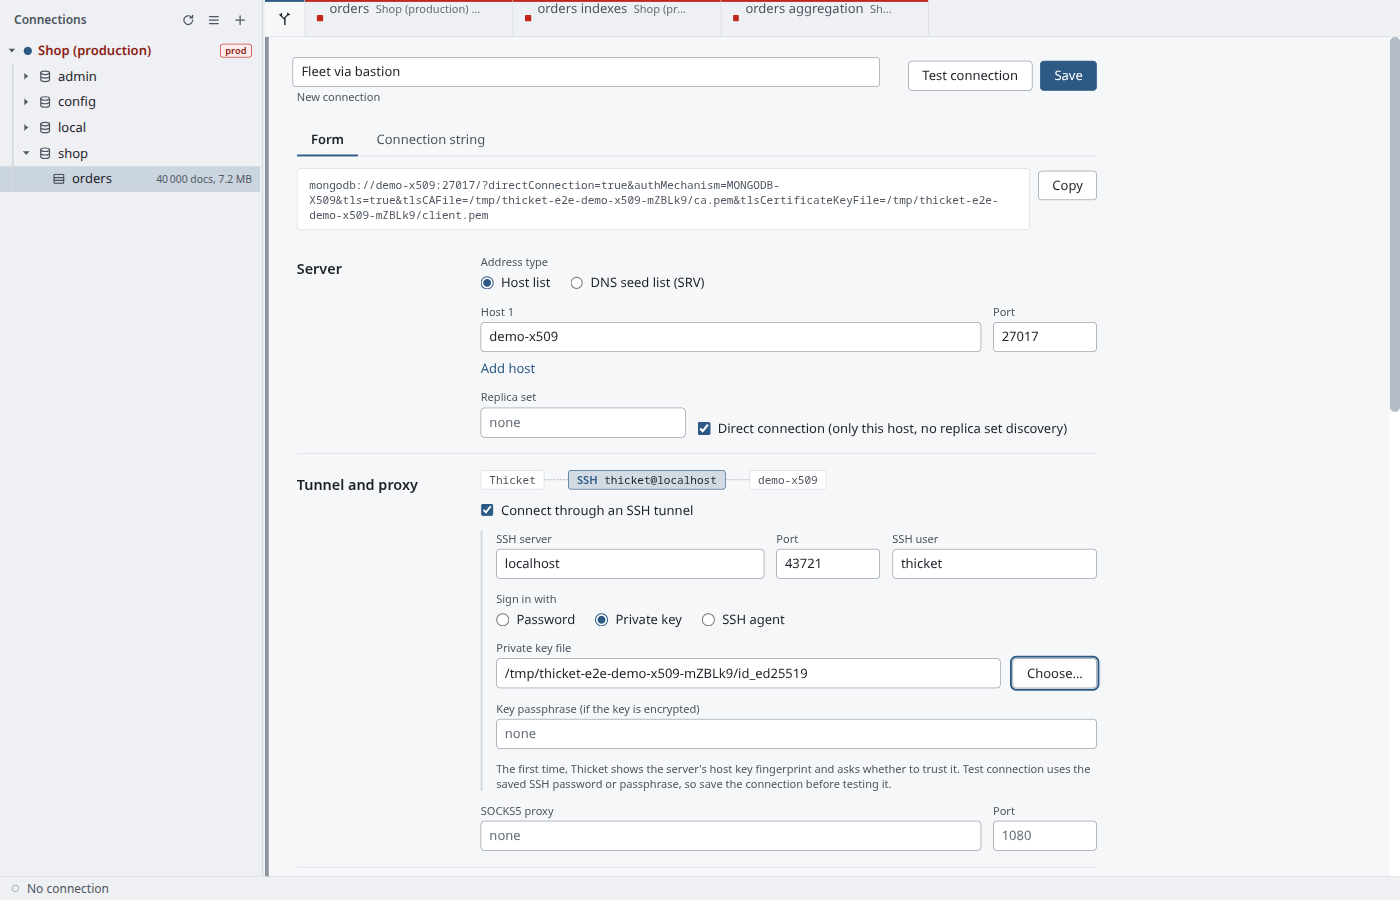 Connections
Shop (production) prod
admin
config
local
shop
orders 40 000 docs, 7.2 MB
orders Shop (production) ...
orders indexes Shop (pr...
orders aggregation Sh...
Fleet via bastion
Test connection
Save
New connection
Form
Connection string
mongodb://demo-x509:27017/?directConnection=true&authMechanism=MONGODB-
X509&tls=true&tlsCAFile=/tmp/thicket-e2e-demo-x509-mZBLk9/ca.pem&tlsCertificateKeyFile=/tmp/thicket-e2e-
demo-x509-mZBLk9/client.pem
Copy
Server
Address type
Host list
DNS seed list (SRV)
Host 1
Port
demo-x509
27017
Add host
Replica set
none
Direct connection (only this host, no replica set discovery)
Tunnel and proxy
Thicket
SSH thicket@localhost
demo-x509
Connect through an SSH tunnel
SSH server
Port
SSH user
localhost
43721
thicket
Sign in with
Password
Private key
SSH agent
Private key file
/tmp/thicket-e2e-demo-x509-mZBLk9/id_ed25519
Choose...
Key passphrase (if the key is encrypted)
none
The first time, Thicket shows the server's host key fingerprint and asks whether to trust it. Test connection uses the
saved SSH password or passphrase, so save the connection before testing it.
SOCKS5 proxy
Port
none
1080
No connection